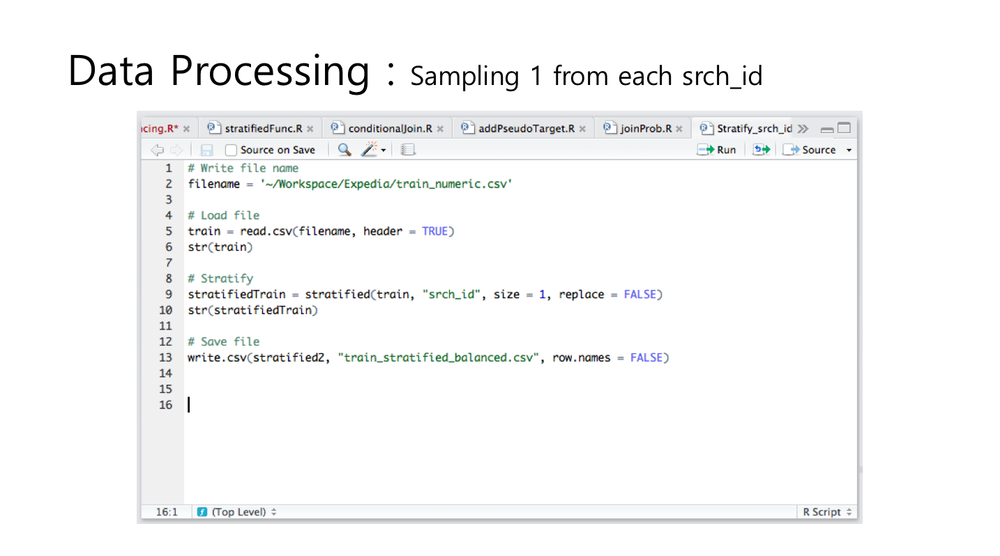 Data Processing : Sampling 1 from each srch_id
ncing.R* stratifiedFunc.R conditionalJoin.R addPseudoTarget.R joinProb.R Stratify_srch_id
Source on Save Run Source
1 # Write file name
2 filename = '~/Workspace/Expedia/train_numeric.csv'
3
4 # Load file
5 train = read.csv(filename, header = TRUE)
6 str(train)
7
8 # Stratify
9 stratifiedTrain = stratified(train, "srch_id", size = 1, replace = FALSE)
10 str(stratifiedTrain)
11
12 # Save file
13 write.csv(stratified2, "train_stratified_balanced.csv", row.names = FALSE)
14
15
16
16:1 (Top Level) R Script